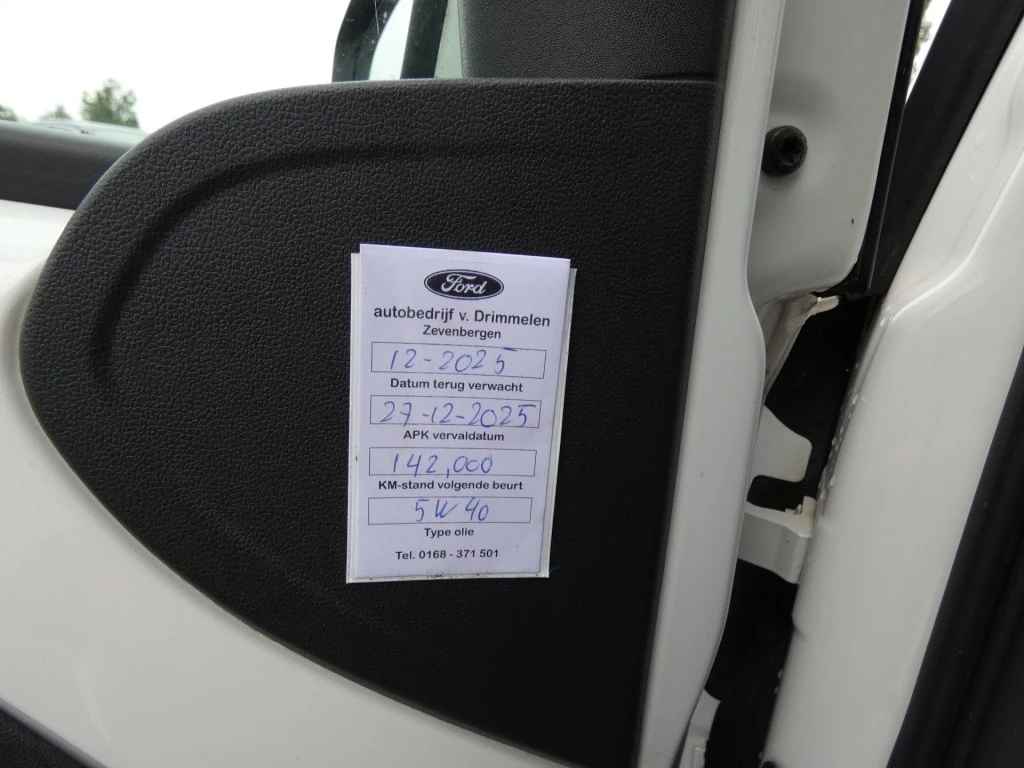 Ford
autobedrijf v. Drimmelen
Zevenbergen
12-2025
Datum terug verwacht
27-12-2025
APK vervaldatum
142,000
KM-stand volgende beurt
5W40
Type olie
Tel. 0168 - 371 501